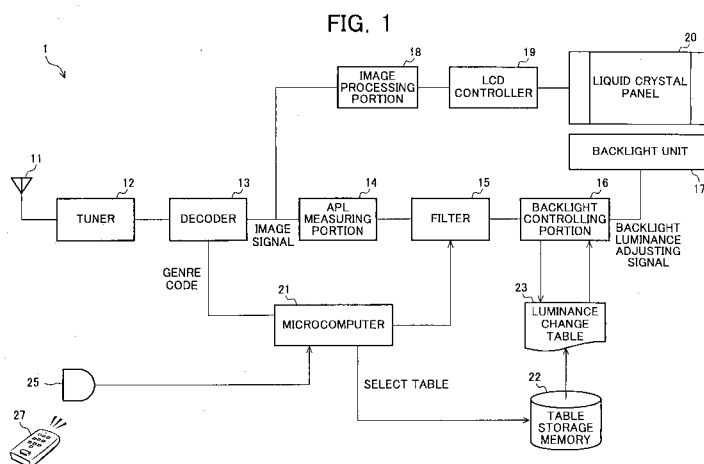 FIG. 1
1
18
IMAGE
PROCESSING
PORTION
19
LCD
CONTROLLER
20
LIQUID CRYSTAL
PANEL
BACKLIGHT UNIT
17
11
12
TUNER
13
DECODER
IMAGE
SIGNAL
14
APL
MEASURING
PORTION
15
FILTER
16
BACKLIGHT
CONTROLLING
PORTION
BACKLIGHT
LUMINANCE
ADJUSTING
SIGNAL
GENRE
CODE
21
MICROCOMPUTER
23
LUMINANCE
CHANGE
TABLE
25
SELECT TABLE
22
TABLE
STORAGE
MEMORY
27